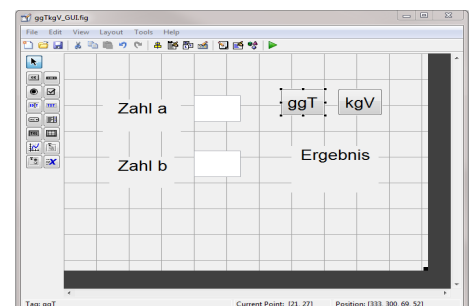 ggTkgV_GUI.fig
File Edit View Layout Tools Help
Zahl a
ggT
kgV
Ergebnis
Zahl b
Tag: ggT
Current Point: [21, 27]
Position: [333, 300, 69, 52]